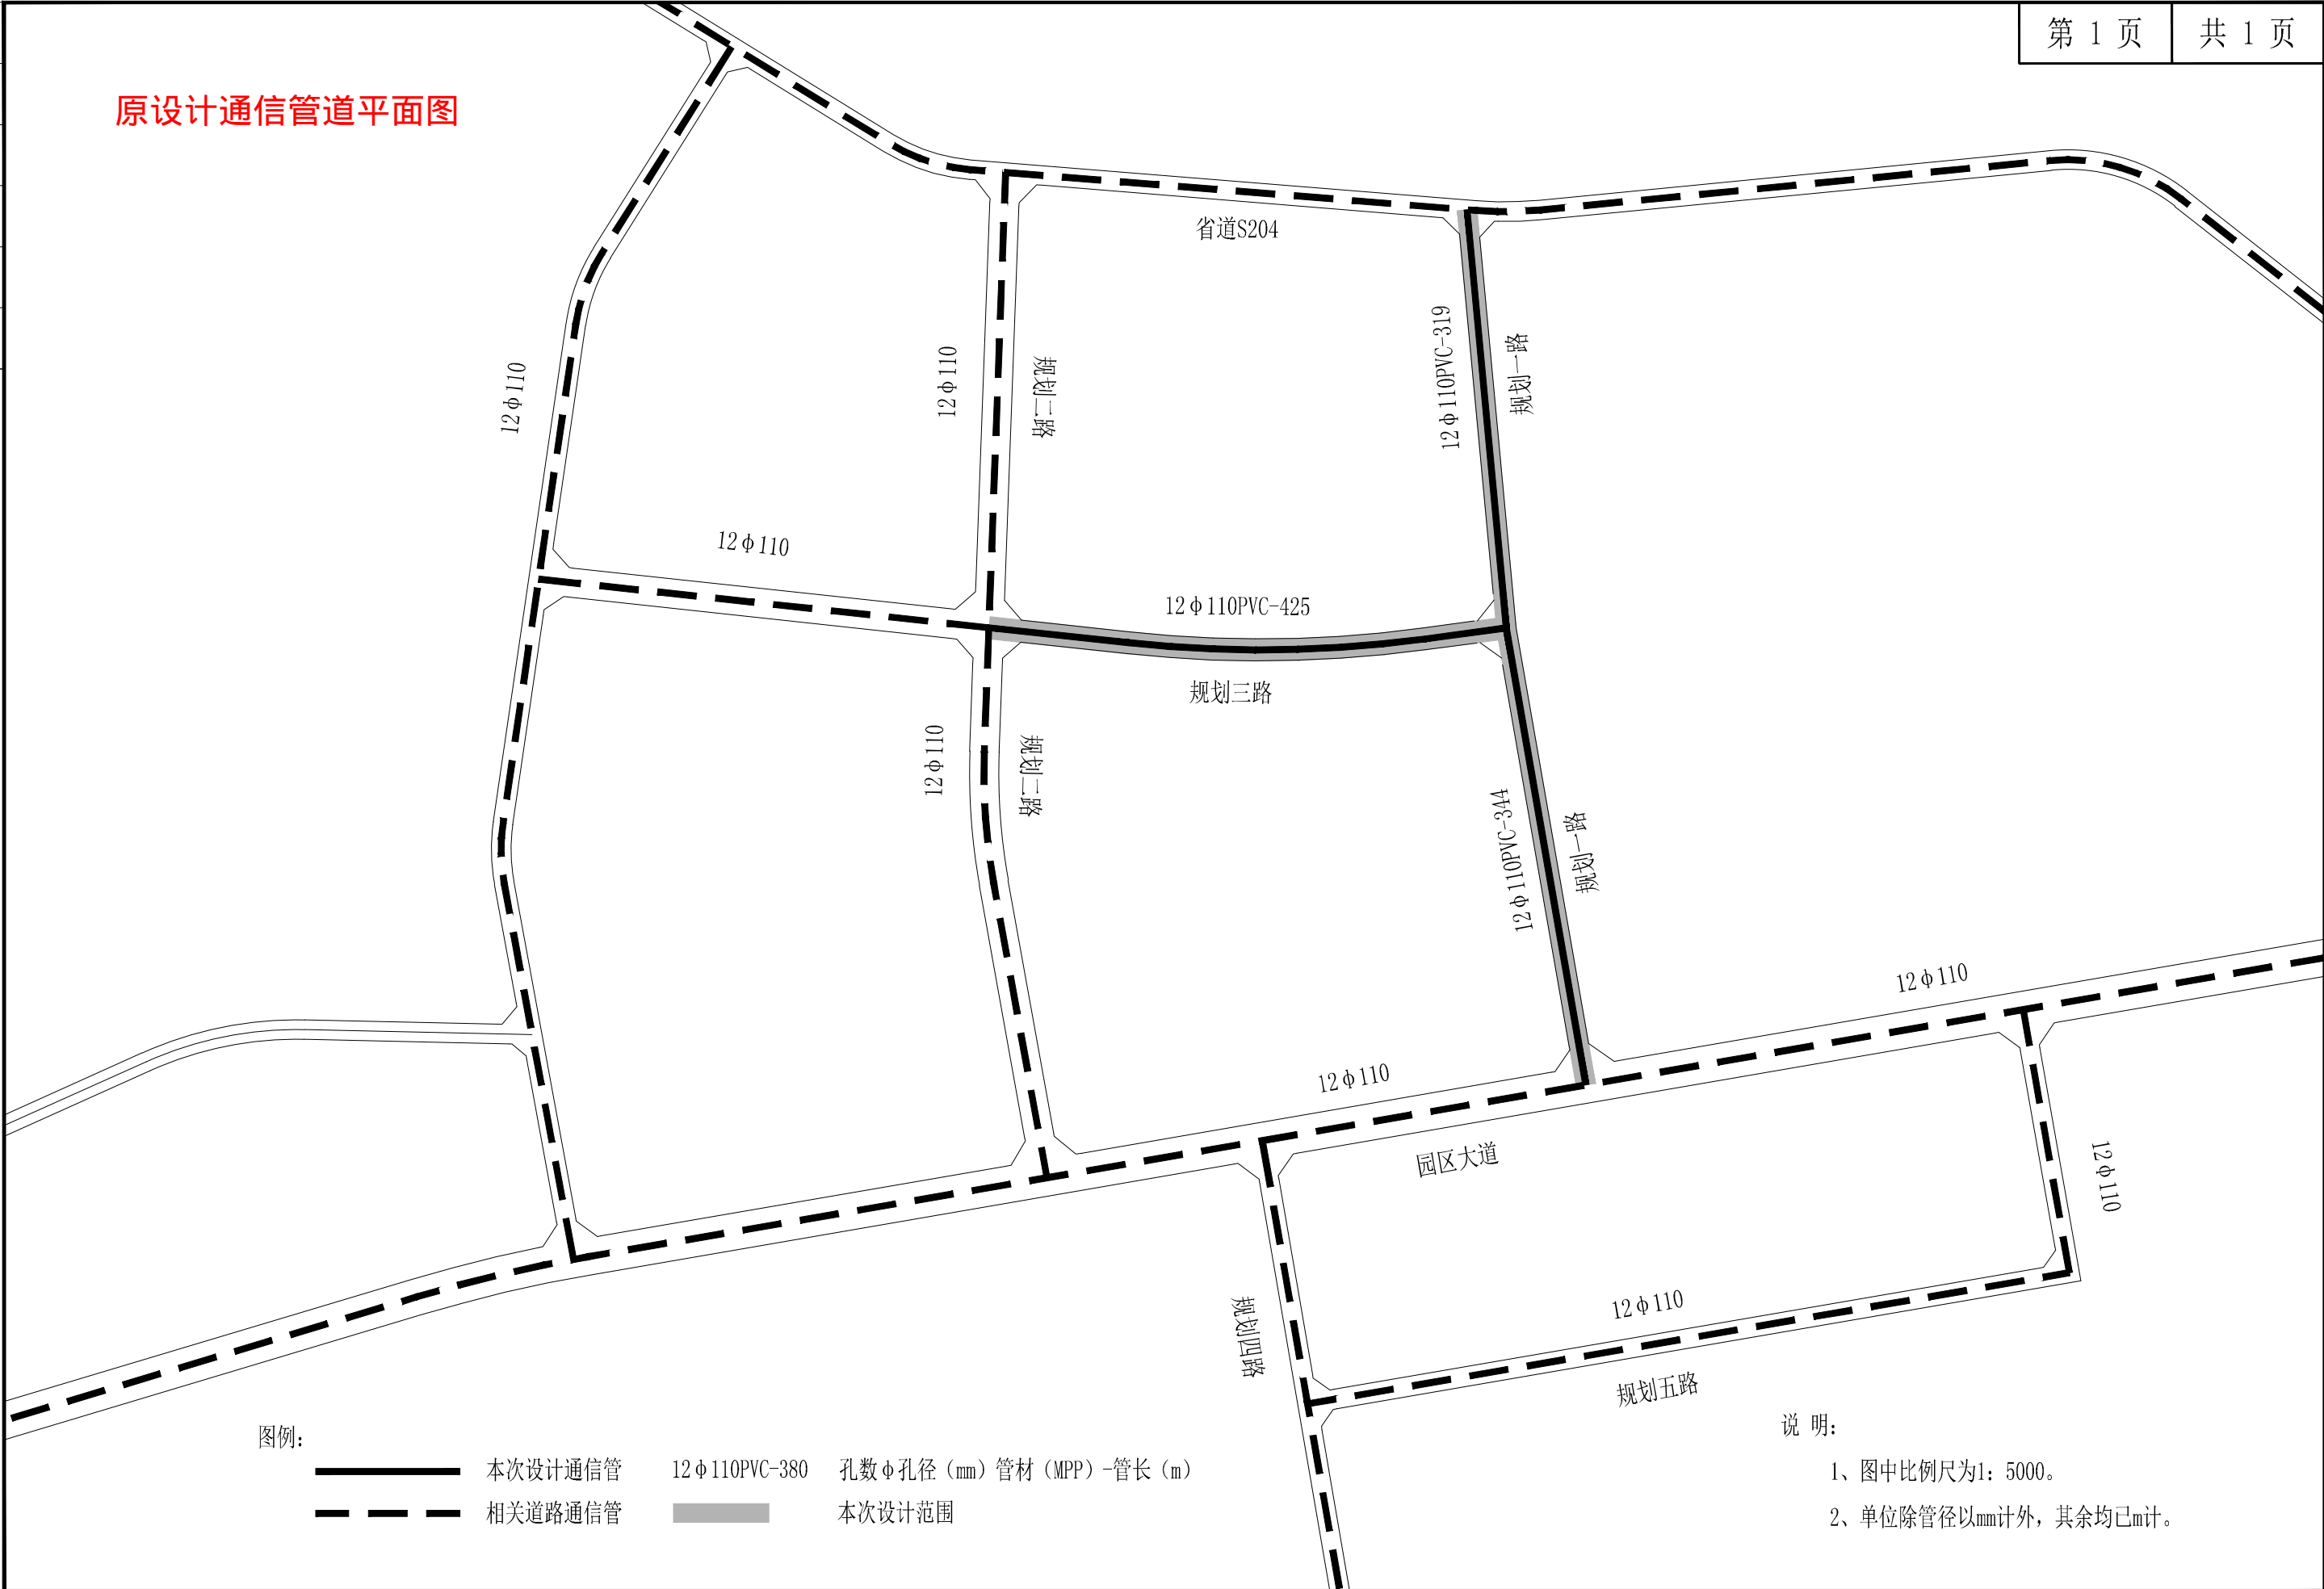 第 1 页 共 1 页
原设计通信管道平面图
省道S204
12φ110
12φ110
规划二路
12φ110PVC-319
规划一路
12φ110
12φ110PVC-425
规划三路
12φ110
规划二路
12φ110PVC-344
规划一路
12φ110
12φ110
园区大道
12φ110
规划四路
12φ110
规划五路
图例:
本次设计通信管 12φ110PVC-380 孔数φ孔径（mm）管材（MPP）-管长（m）
相关道路通信管 本次设计范围
说 明:
1、图中比例尺为1: 5000。
2、单位除管径以mm计外，其余均已m计。